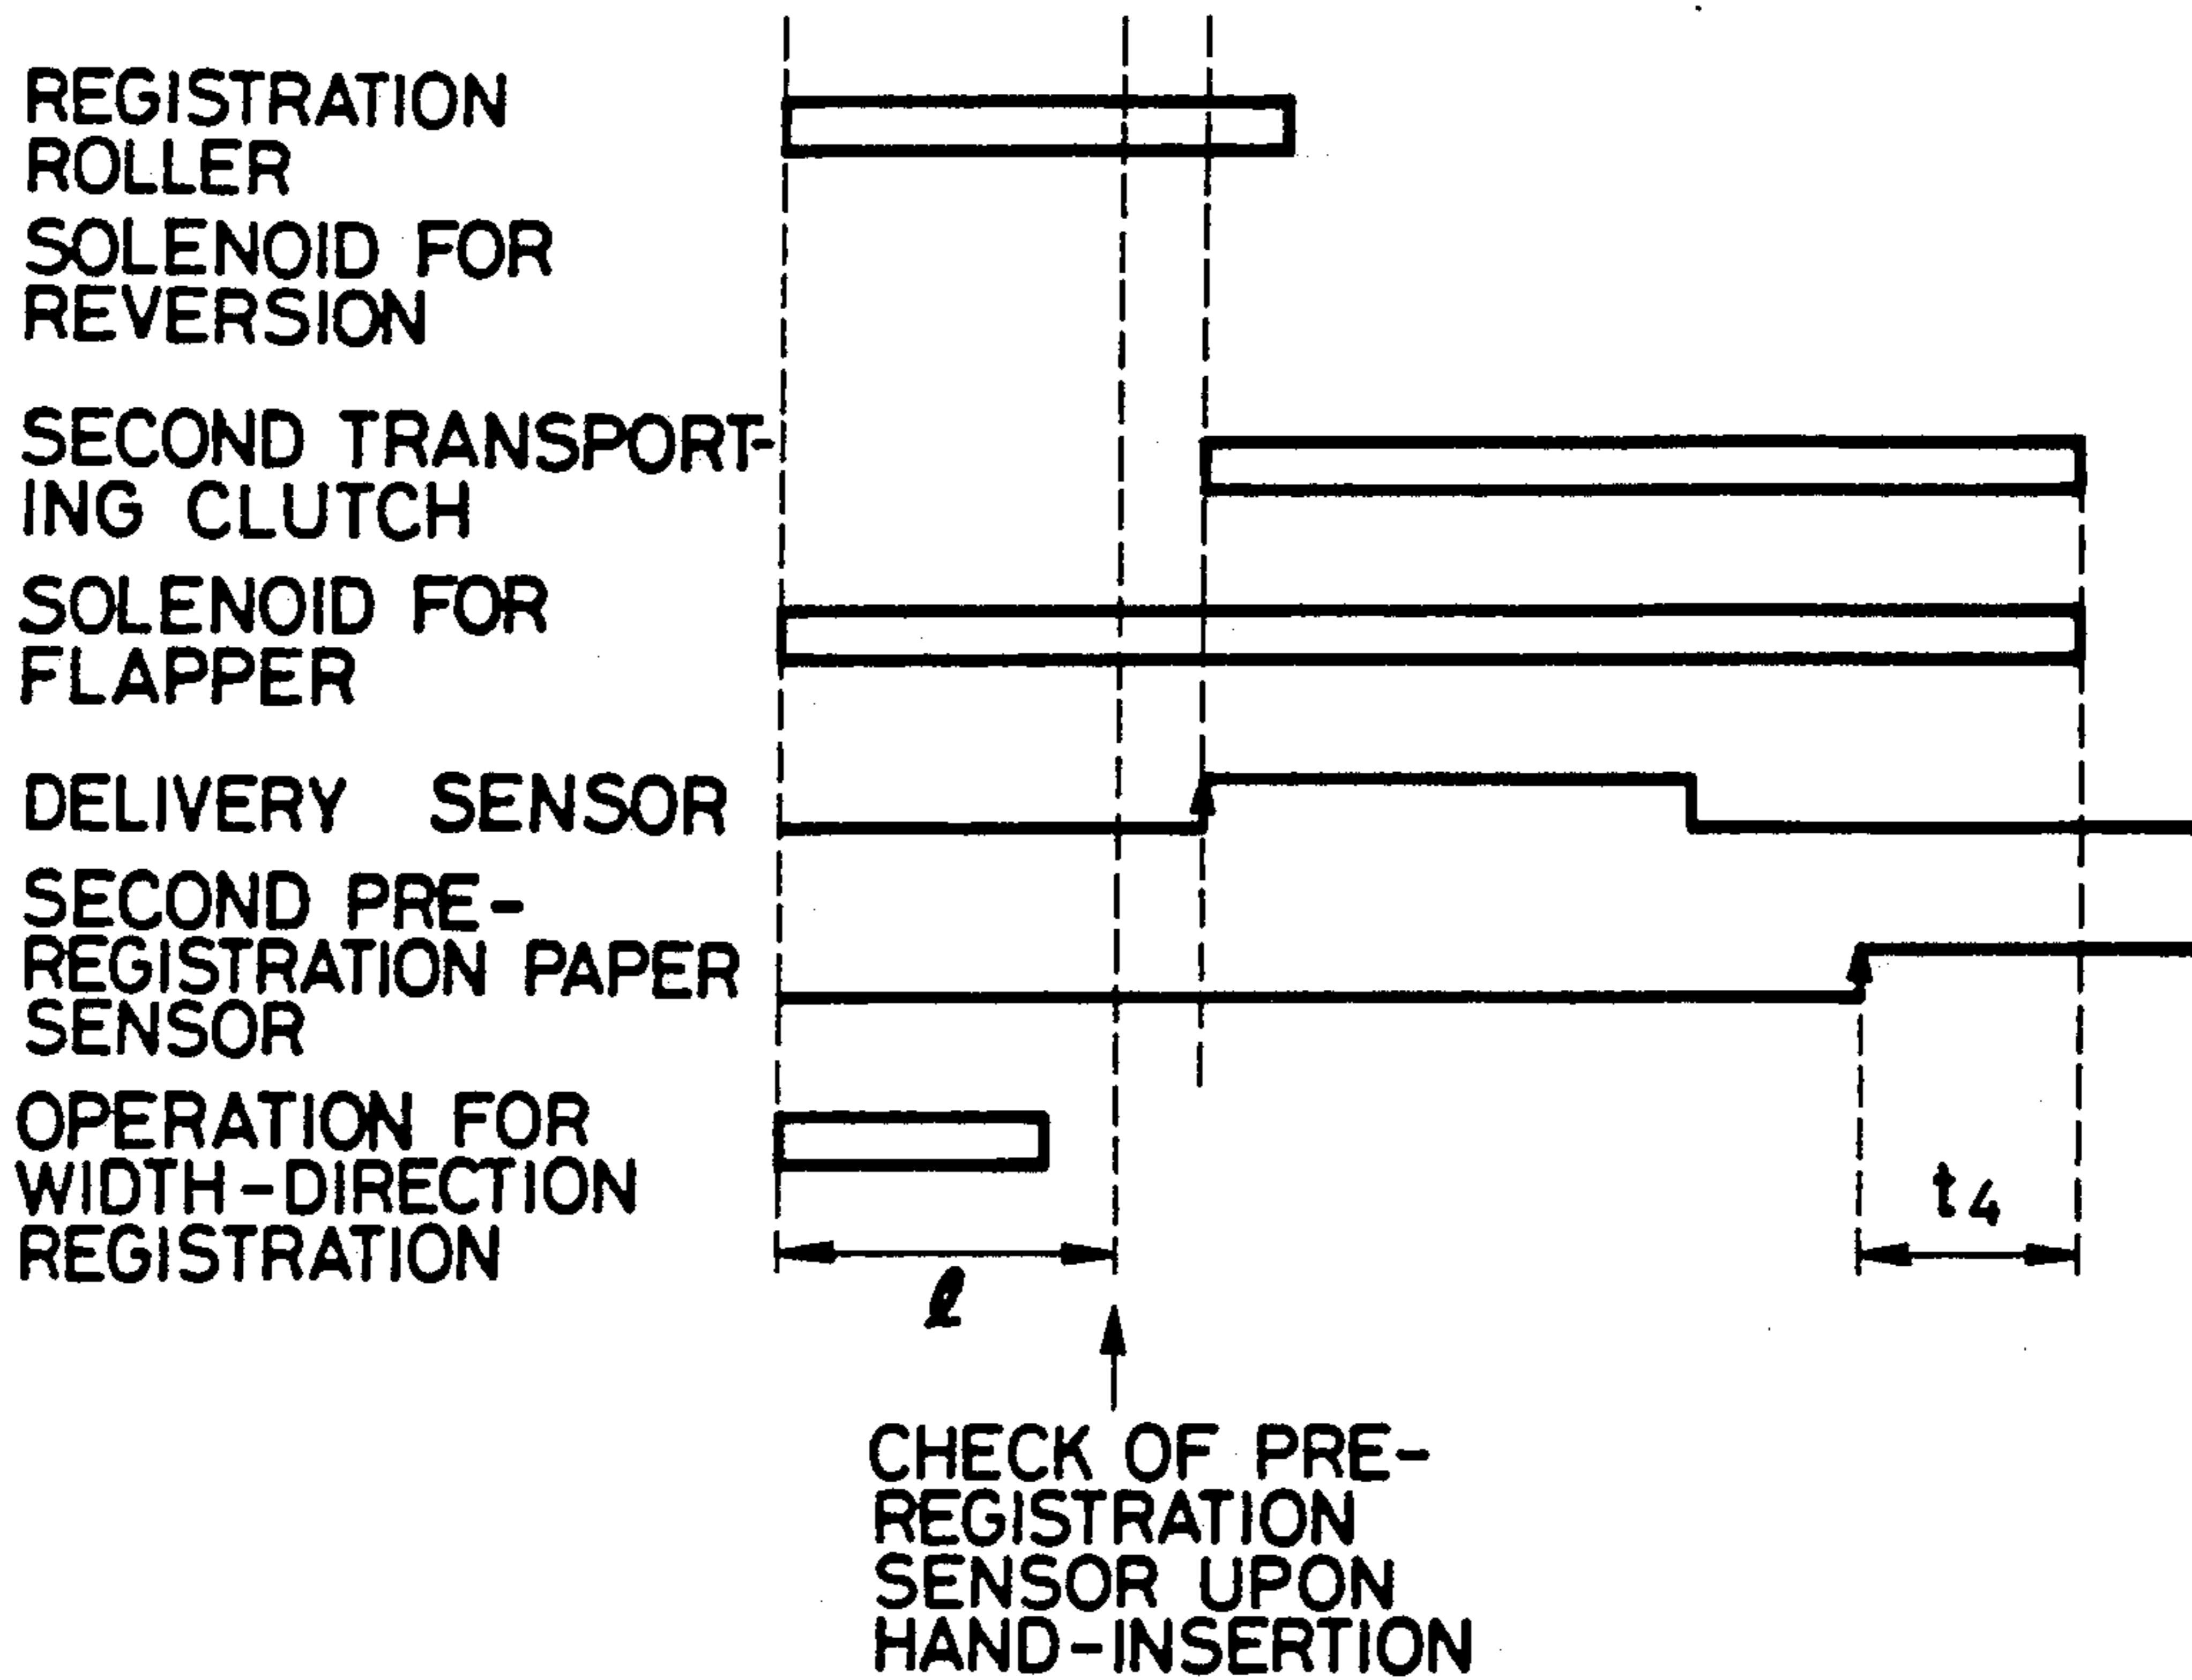 REGISTRATION
ROLLER
SOLENOID FOR
REVERSION
SECOND TRANSPORT-
ING CLUTCH
SOLENOID FOR
FLAPPER
DELIVERY SENSOR
SECOND PRE-
REGISTRATION PAPER
SENSOR
OPERATION FOR
WIDTH-DIRECTION
REGISTRATION
ℓ
t4
CHECK OF PRE-
REGISTRATION
SENSOR UPON
HAND-INSERTION